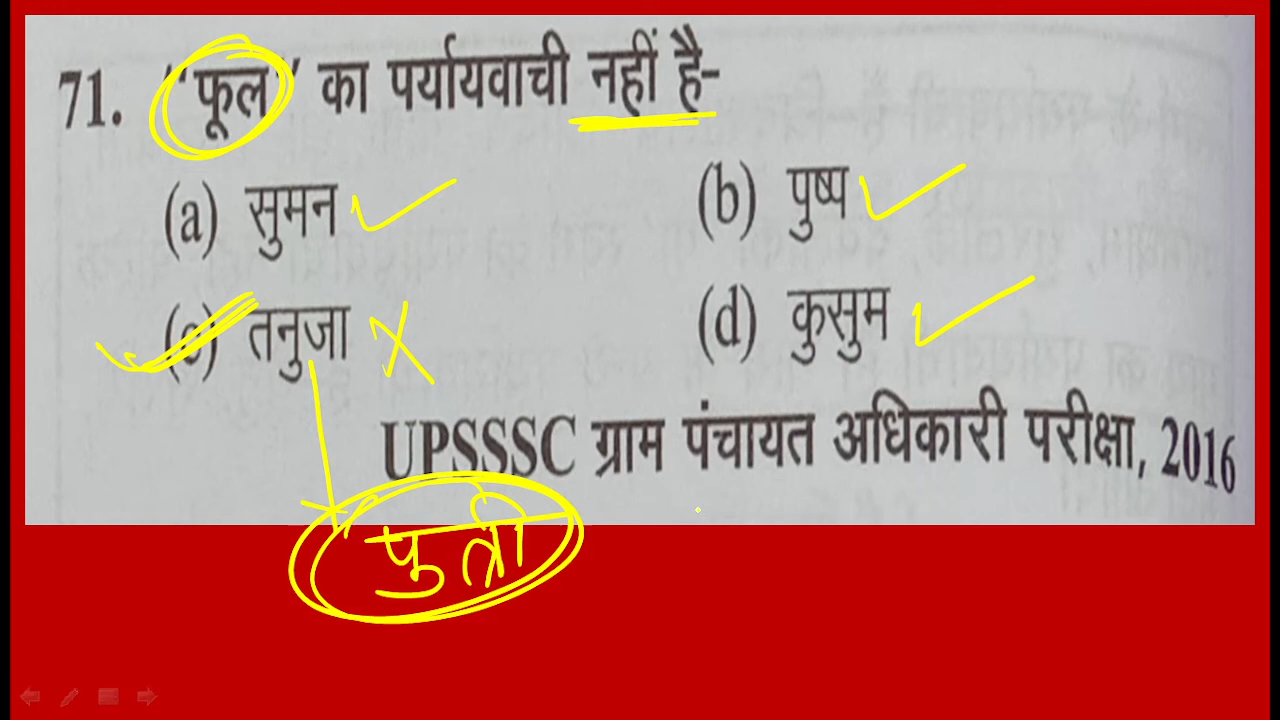 71. "फूल" का पर्यायवाची नहीं है-
(a) सुमन (b) पुष्प
(c) तनुजा (d) कुसुम
UPSSSC ग्राम पंचायत अधिकारी परीक्षा, 2016
पुत्री